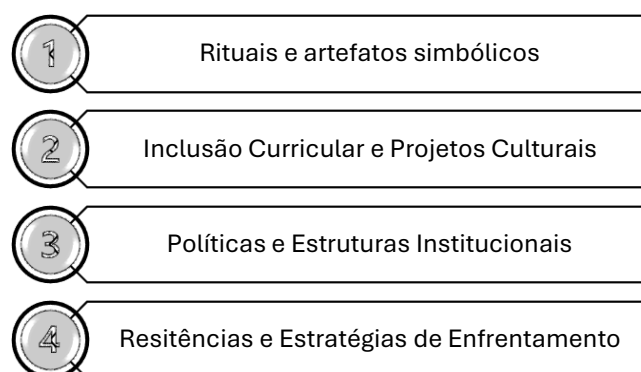 1
Rituais e artefatos simbólicos
2
Inclusão Curricular e Projetos Culturais
3
Políticas e Estruturas Institucionais
4
Resitências e Estratégias de Enfrentamento